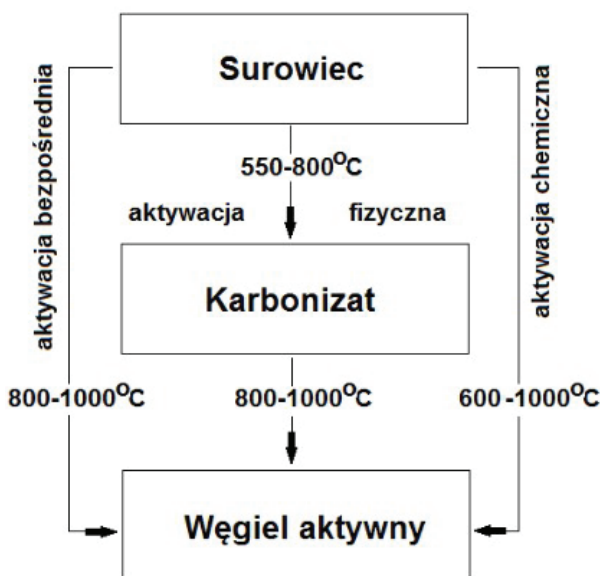 Surowiec
aktywacja bezpośrednia
550-800°C
aktywacja chemiczna
aktywacja fizyczna
Karbonizat
800-1000°C
800-1000°C
600-1000°C
Węgiel aktywny